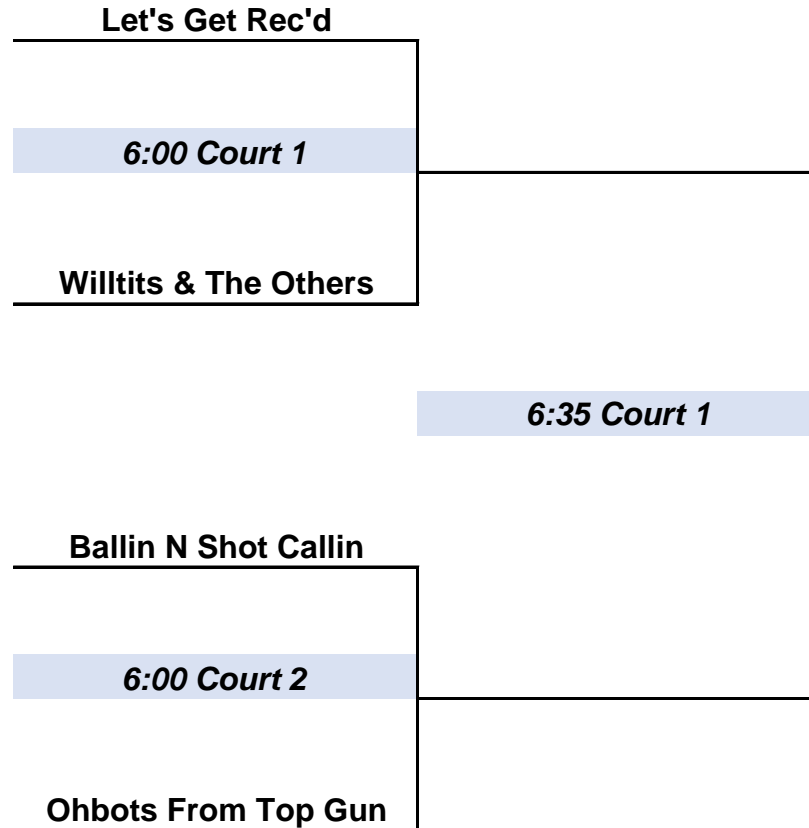 Let's Get Rec'd
6:00 Court 1
Willtits & The Others
6:35 Court 1
Ballin N Shot Callin
6:00 Court 2
Ohbots From Top Gun